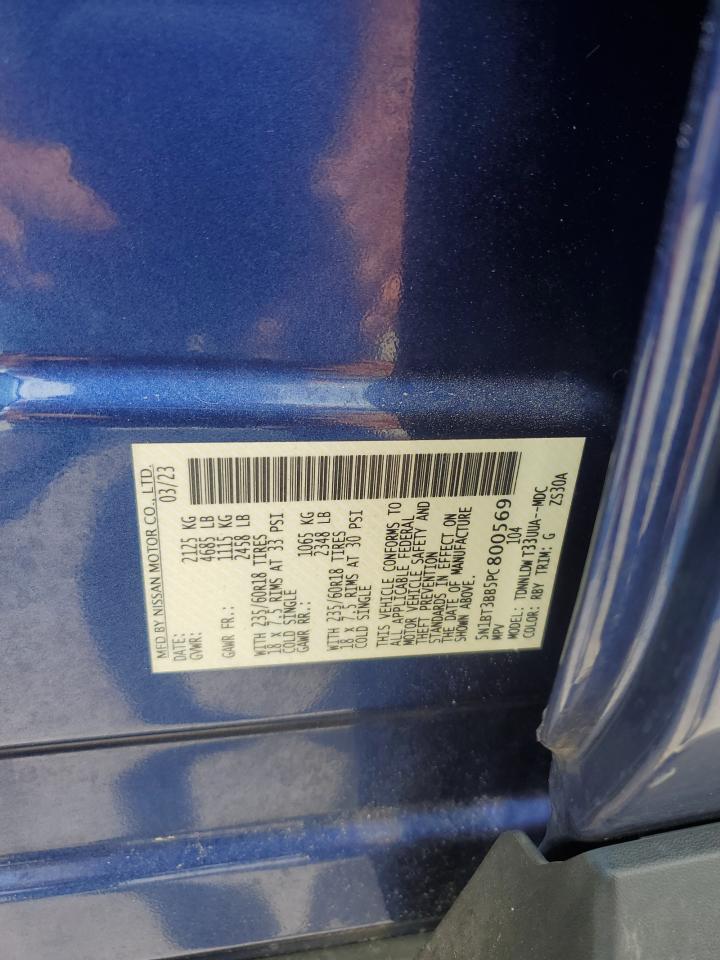 MFD BY NISSAN MOTOR CO., LTD.
DATE: 03/23
GVWR: 2125 KG
4685 LB
GAWR FR.: 1115 KG
2458 LB
WITH 235/60R18 TIRES
18 x 7.5 RIMS AT 33 PSI
COLD SINGLE
GAWR RR.: 1065 KG
2348 LB
WITH 235/60R18 TIRES
18 x 7.5 RIMS AT 30 PSI
COLD SINGLE
THIS VEHICLE CONFORMS TO
ALL APPLICABLE FEDERAL
MOTOR VEHICLE SAFETY AND
THEFT PREVENTION
STANDARDS IN EFFECT ON
THE DATE OF MANUFACTURE
SHOWN ABOVE.
5N1BT3BB5PC800569
MPV 104
MODEL: TDNNLDW T33UUA--MDC
COLOR: RBY TRIM: G ZS30A